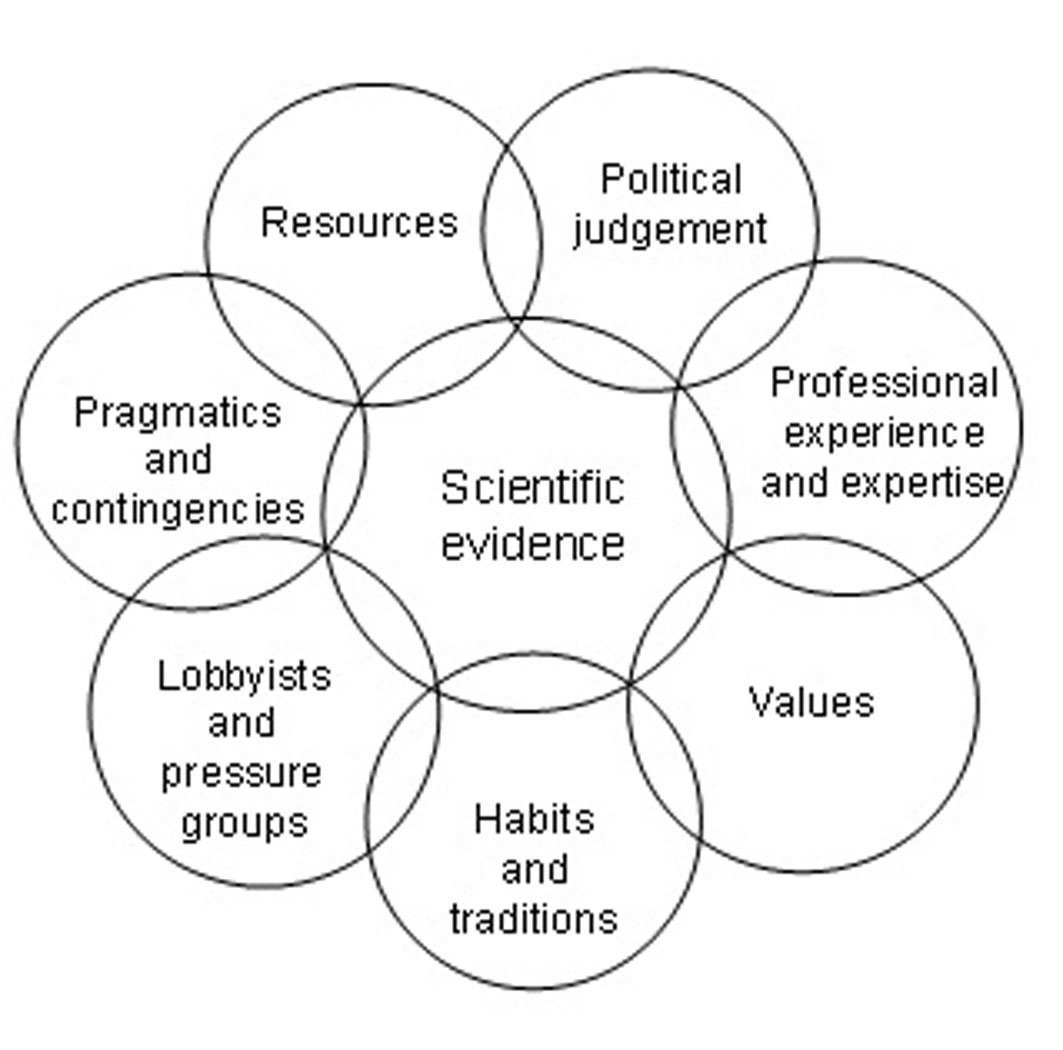 Resources
Political
judgement
Professional
experience
and expertise
Pragmatics
and
contingencies
Scientific
evidence
Lobbyists
and
pressure
groups
Values
Habits
and
traditions